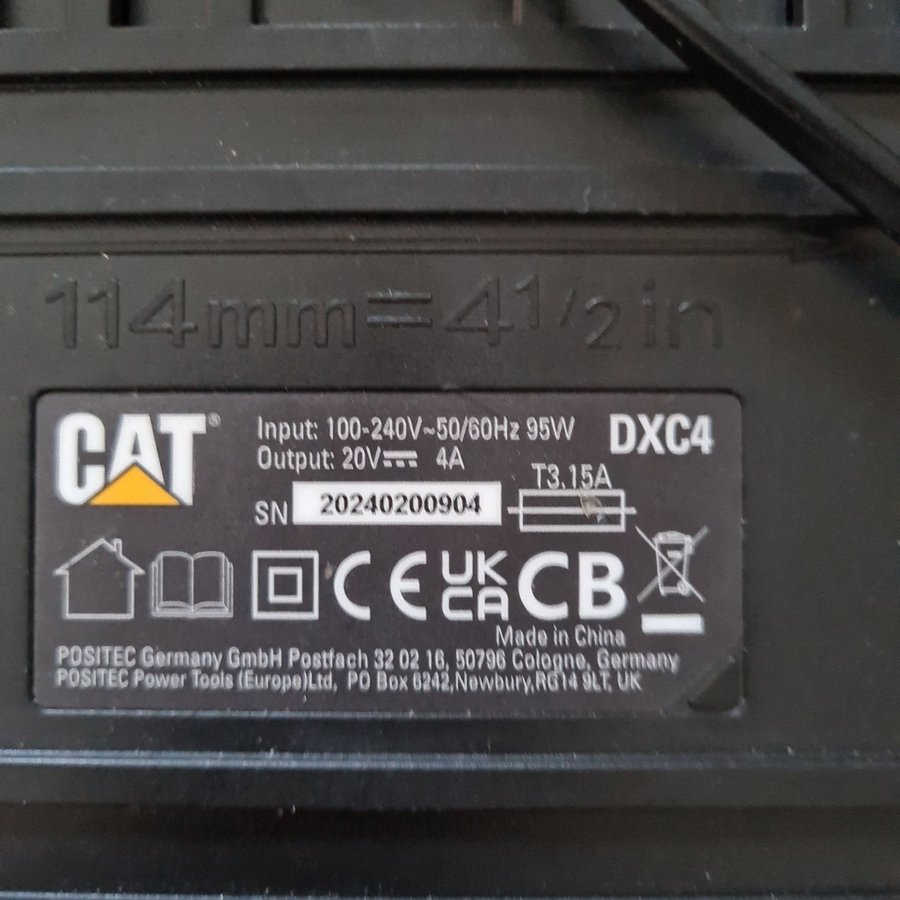 114mm=4 1/2 in
CAT®
Input: 100-240V~50/60Hz 95W
DXC4
Output: 20V⎓ 4A
T3.15A
SN 20240200904
CE UK CA CB
Made in China
POSITEC Germany GmbH Postfach 32 02 16, 50796 Cologne, Germany
POSITEC Power Tools (Europe)Ltd, PO Box 6242,Newbury,RG14 9LT, UK